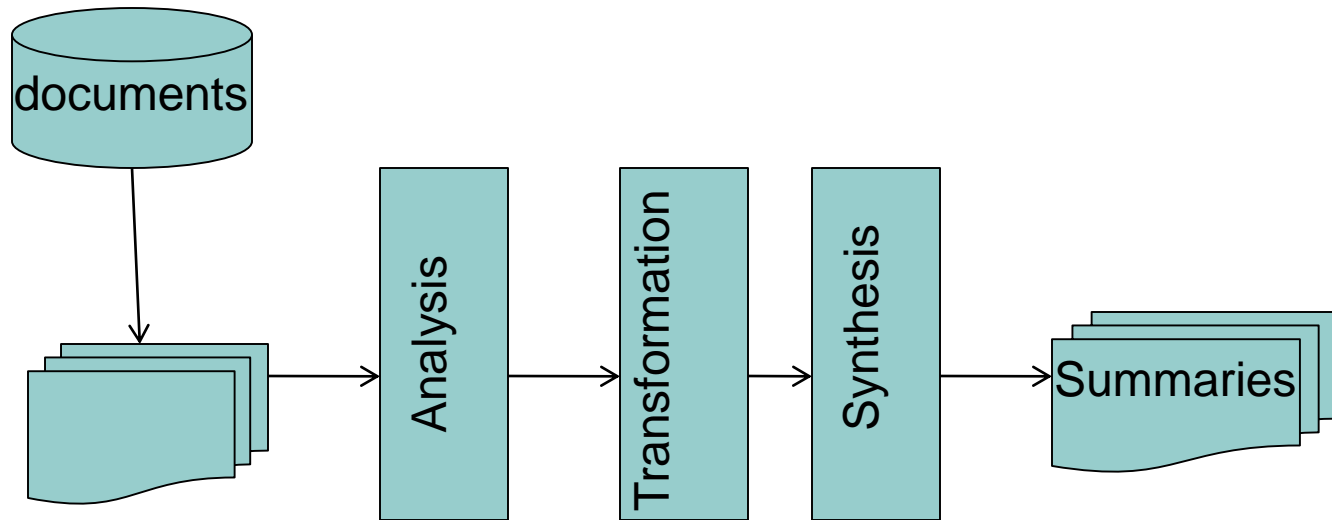 documents
Analysis
Transformation
Synthesis
Summaries